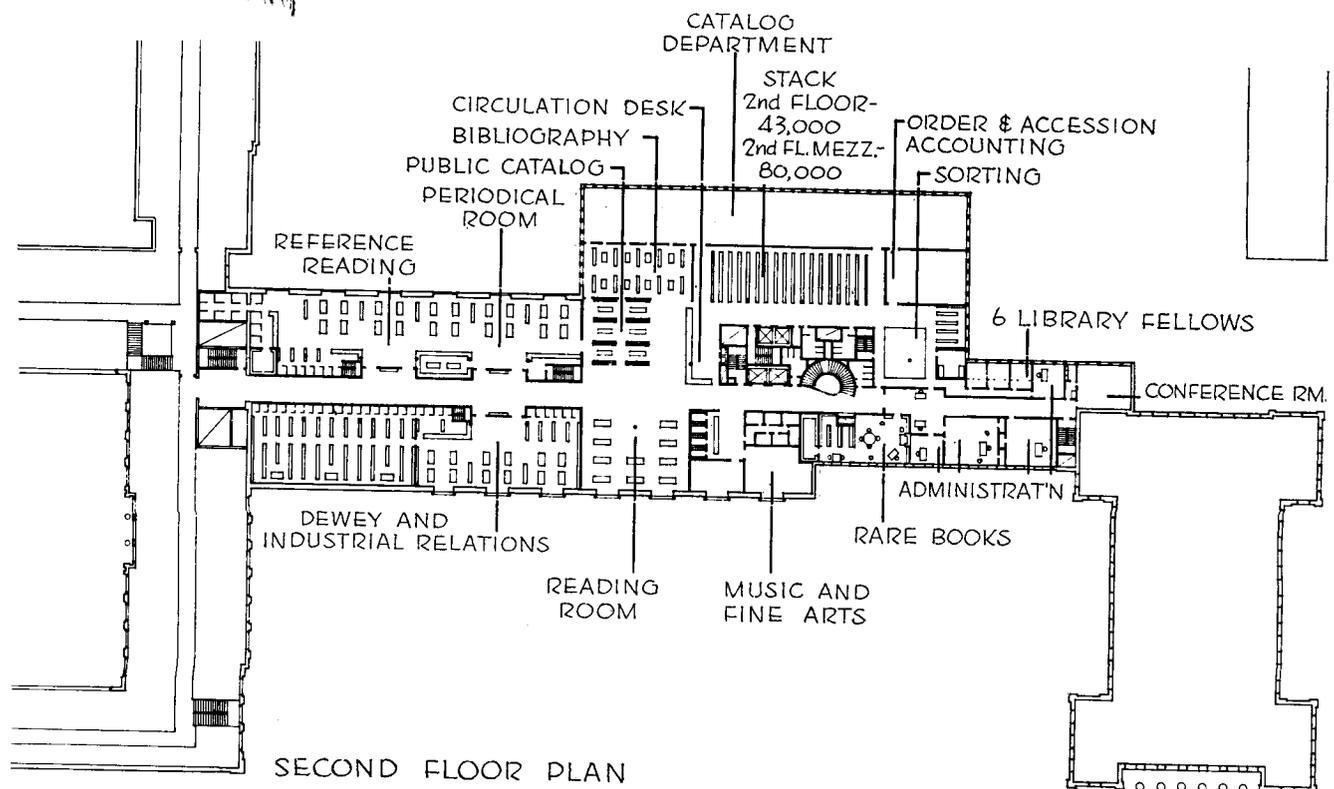 CATALOG
DEPARTMENT
STACK
2nd FLOOR-
43,000
2nd FL. MEZZ.-
80,000
CIRCULATION DESK
BIBLIOGRAPHY
PUBLIC CATALOG
PERIODICAL
ROOM
REFERENCE
READING
ORDER & ACCESSION
ACCOUNTING
SORTING
6 LIBRARY FELLOWS
CONFERENCE RM.
ADMINISTRAT'N
RARE BOOKS
DEWEY AND
INDUSTRIAL RELATIONS
READING
ROOM
MUSIC AND
FINE ARTS
SECOND FLOOR PLAN